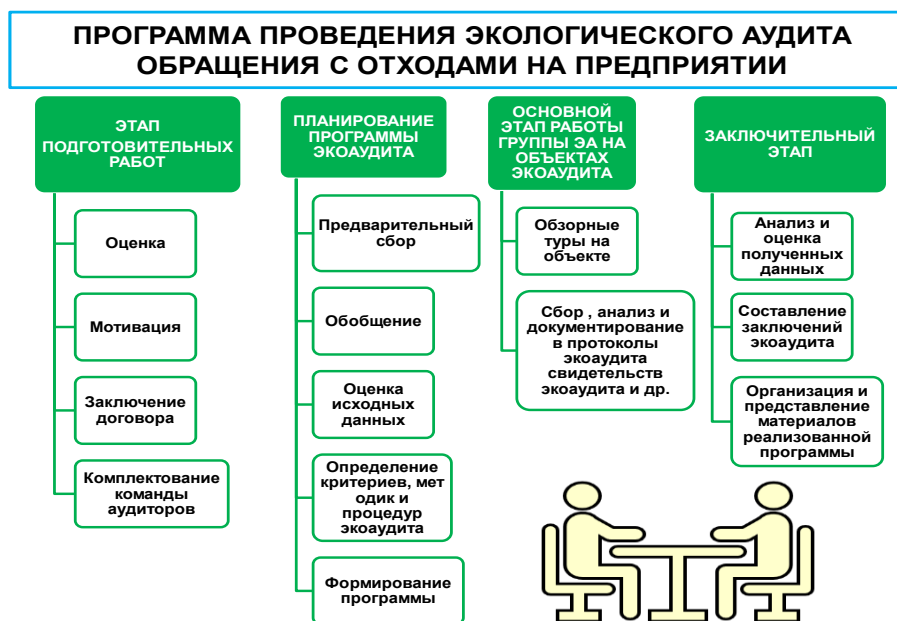 ПРОГРАММА ПРОВЕДЕНИЯ ЭКОЛОГИЧЕСКОГО АУДИТА
ОБРАЩЕНИЯ С ОТХОДАМИ НА ПРЕДПРИЯТИИ
ЭТАП
ПОДГОТОВИТЕЛЬНЫХ
РАБОТ
Оценка
Мотивация
Заключение
договора
Комплектование
команды
аудиторов
ПЛАНИРОВАНИЕ
ПРОГРАММЫ
ЭКОАУДИТА
Предварительный
сбор
Обобщение
Оценка
исходных
данных
Определение
критериев, мет
одик и
процедур
экоаудита
Формирование
программы
ОСНОВНОЙ
ЭТАП РАБОТЫ
ГРУППЫ ЭА НА
ОБЪЕКТАХ
ЭКОАУДИТА
Обзорные
туры на
объекте
Сбор , анализ и
документирование
в протоколы
экоаудита
свидетельств
экоаудита и др.
ЗАКЛЮЧИТЕЛЬНЫЙ
ЭТАП
Анализ и
оценка
полученных
данных
Составление
заключений
экоаудита
Организация и
представление
материалов
реализованной
программы